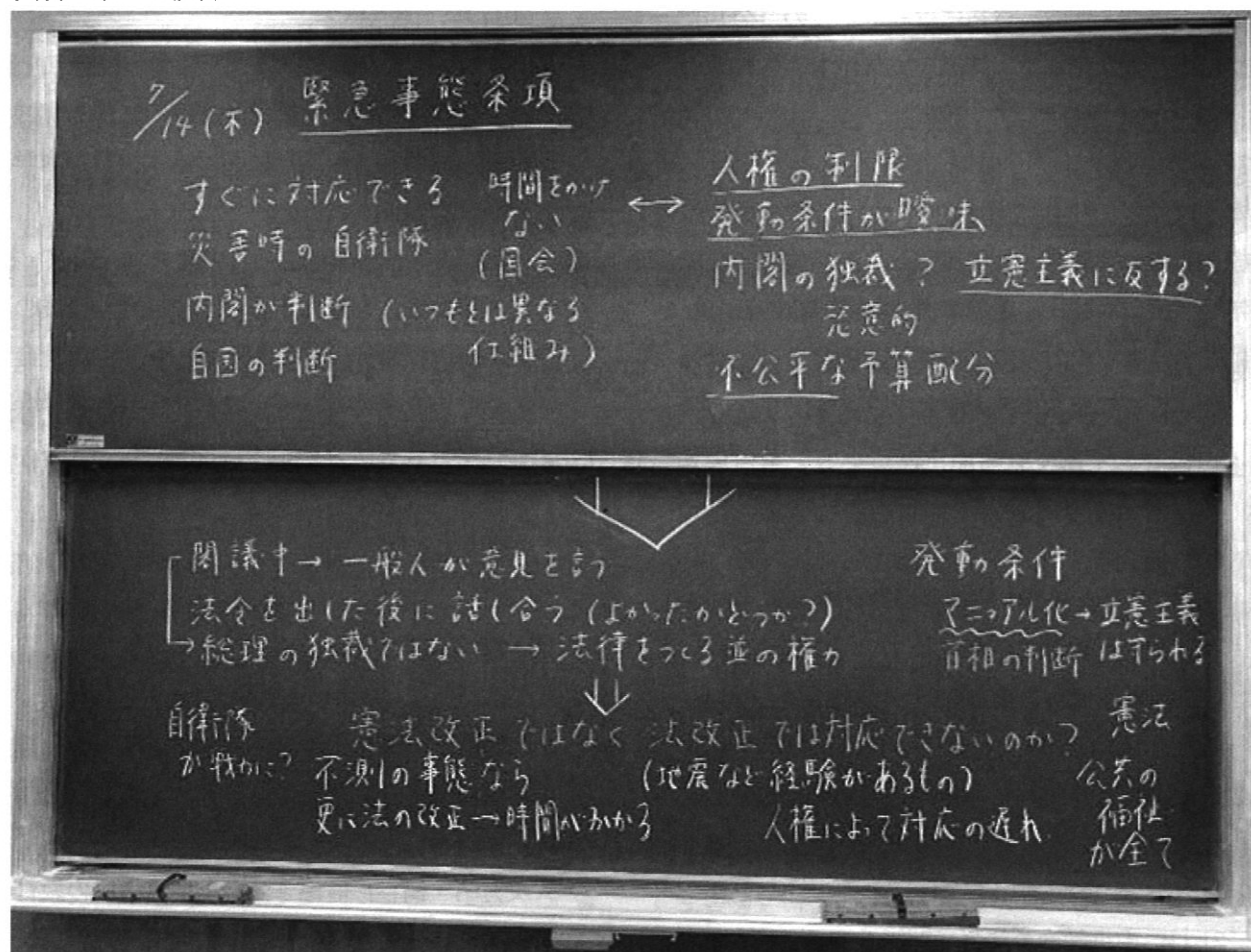 7/14(木) 緊急事態条項
すぐに対応できる
災害時の自衛隊
内閣が判断 (いつもとは異なる
仕組み)
自国の判断
時間をかけ
ない
(国会)
↔
人権の制限
発動条件が曖昧
内閣の独裁? 立憲主義に反する?
恣意的
不公平な予算配分
閣議中→一般人が意見を言う
法令を出した後に話し合う (よかったかどうか?)
→総理の独裁ではない → 法律をつくる並の権力
発動条件
マニュアル化→立憲主義
首相の判断 は守られる
自衛隊
が戦力に?
憲法改正ではなく法改正では対応できないのか?
不測の事態なら (地震など経験があるもの)
更に法の改正→時間がかかる 人権によって対応の遅れ
憲法
公共の
福祉
が全て